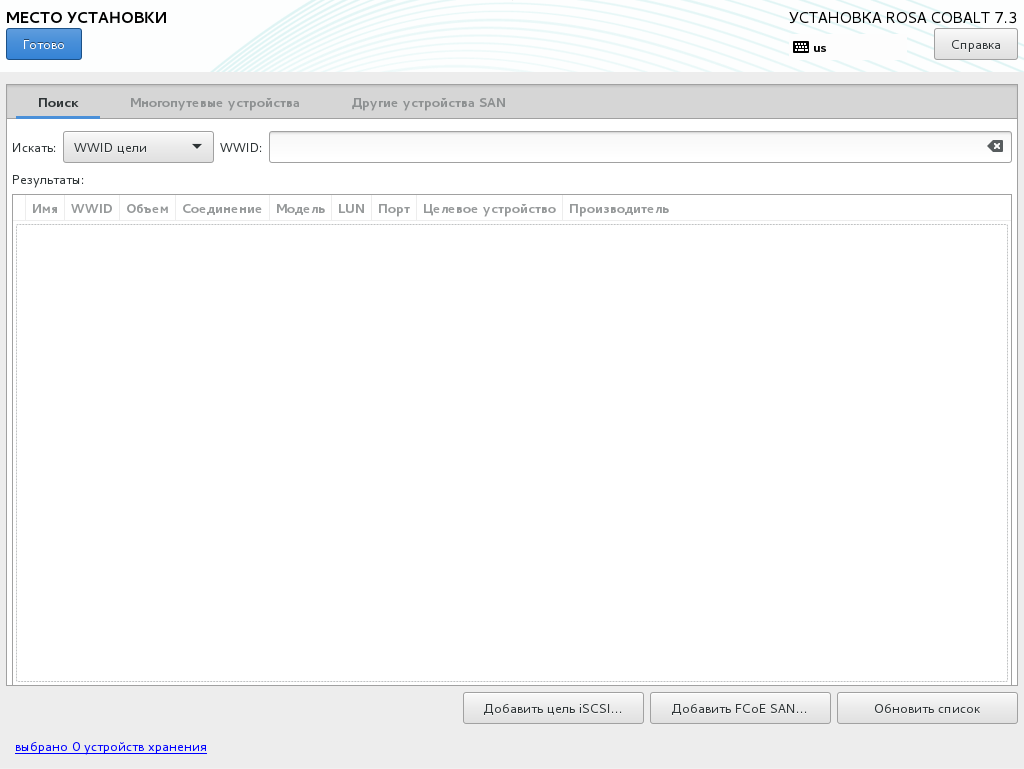 МЕСТО УСТАНОВКИ
УСТАНОВКА ROSA COBALT 7.3
Готово
us
Справка
Поиск Многопутевые устройства Другие устройства SAN
Искать: WWID цели WWID:
Результаты:
Имя WWID Объем Соединение Модель LUN Порт Целевое устройство Производитель
Добавить цель iSCSI... Добавить FCoE SAN... Обновить список
выбрано 0 устройств хранения